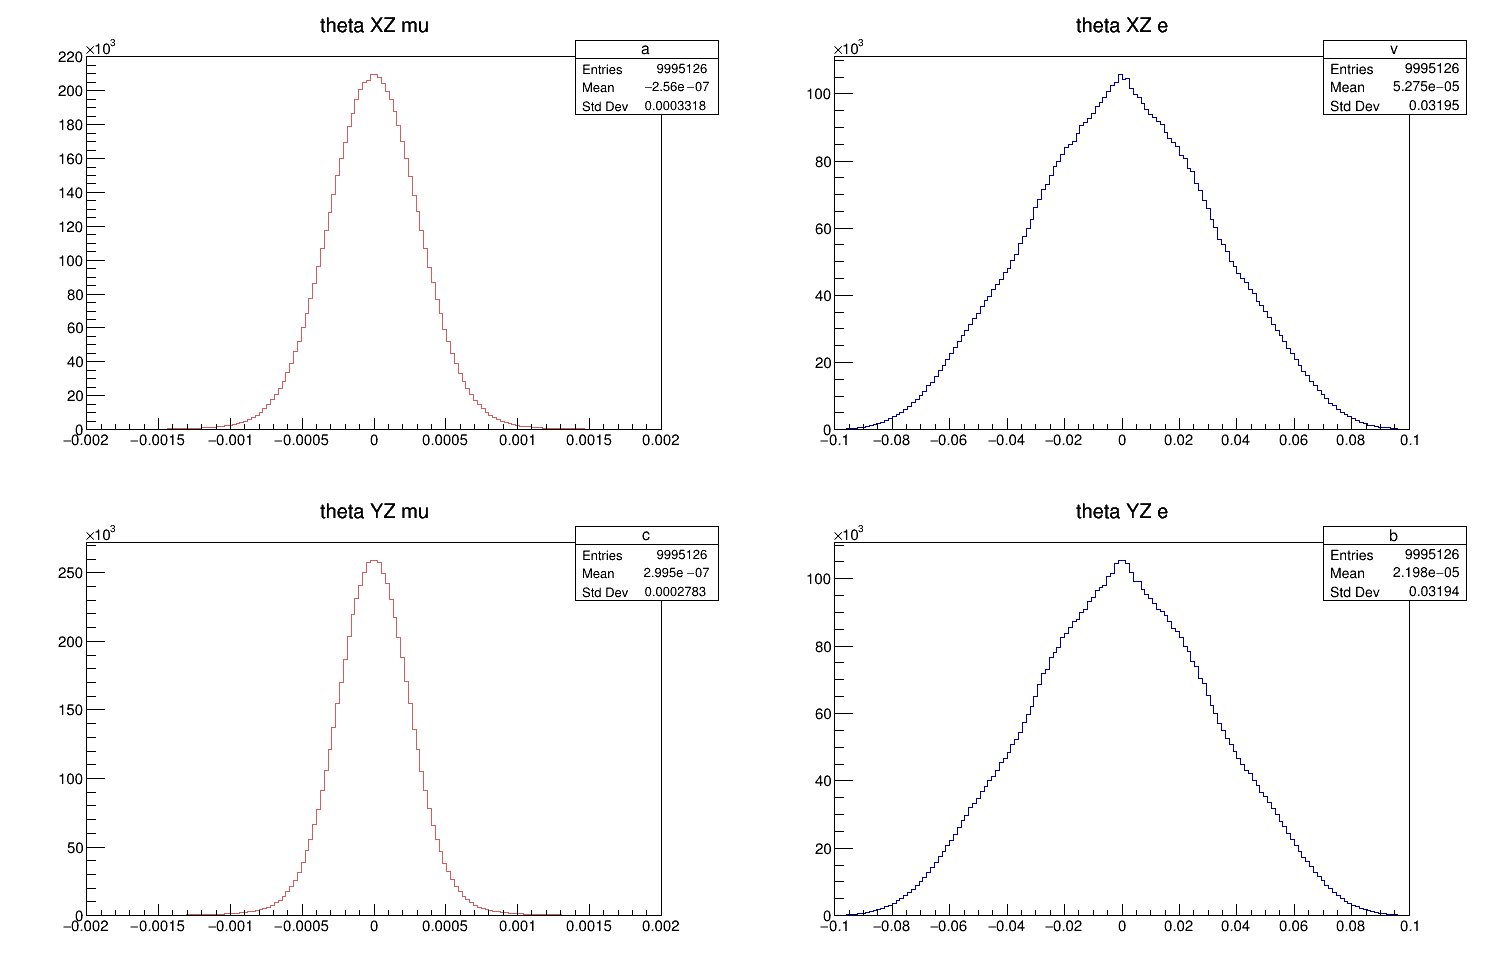 theta XZ mu
×10³
a
Entries 9995126
Mean −2.56e−07
Std Dev 0.0003318
220
200
180
160
140
120
100
80
60
40
20
0
−0.002 −0.0015 −0.001 −0.0005 0 0.0005 0.001 0.0015 0.002
theta XZ e
×10³
v
Entries 9995126
Mean 5.275e−05
Std Dev 0.03195
100
80
60
40
20
0
−0.1 −0.08 −0.06 −0.04 −0.02 0 0.02 0.04 0.06 0.08 0.1
theta YZ mu
×10³
c
Entries 9995126
Mean 2.995e−07
Std Dev 0.0002783
250
200
150
100
50
0
−0.002 −0.0015 −0.001 −0.0005 0 0.0005 0.001 0.0015 0.002
theta YZ e
×10³
b
Entries 9995126
Mean 2.198e−05
Std Dev 0.03194
100
80
60
40
20
0
−0.1 −0.08 −0.06 −0.04 −0.02 0 0.02 0.04 0.06 0.08 0.1